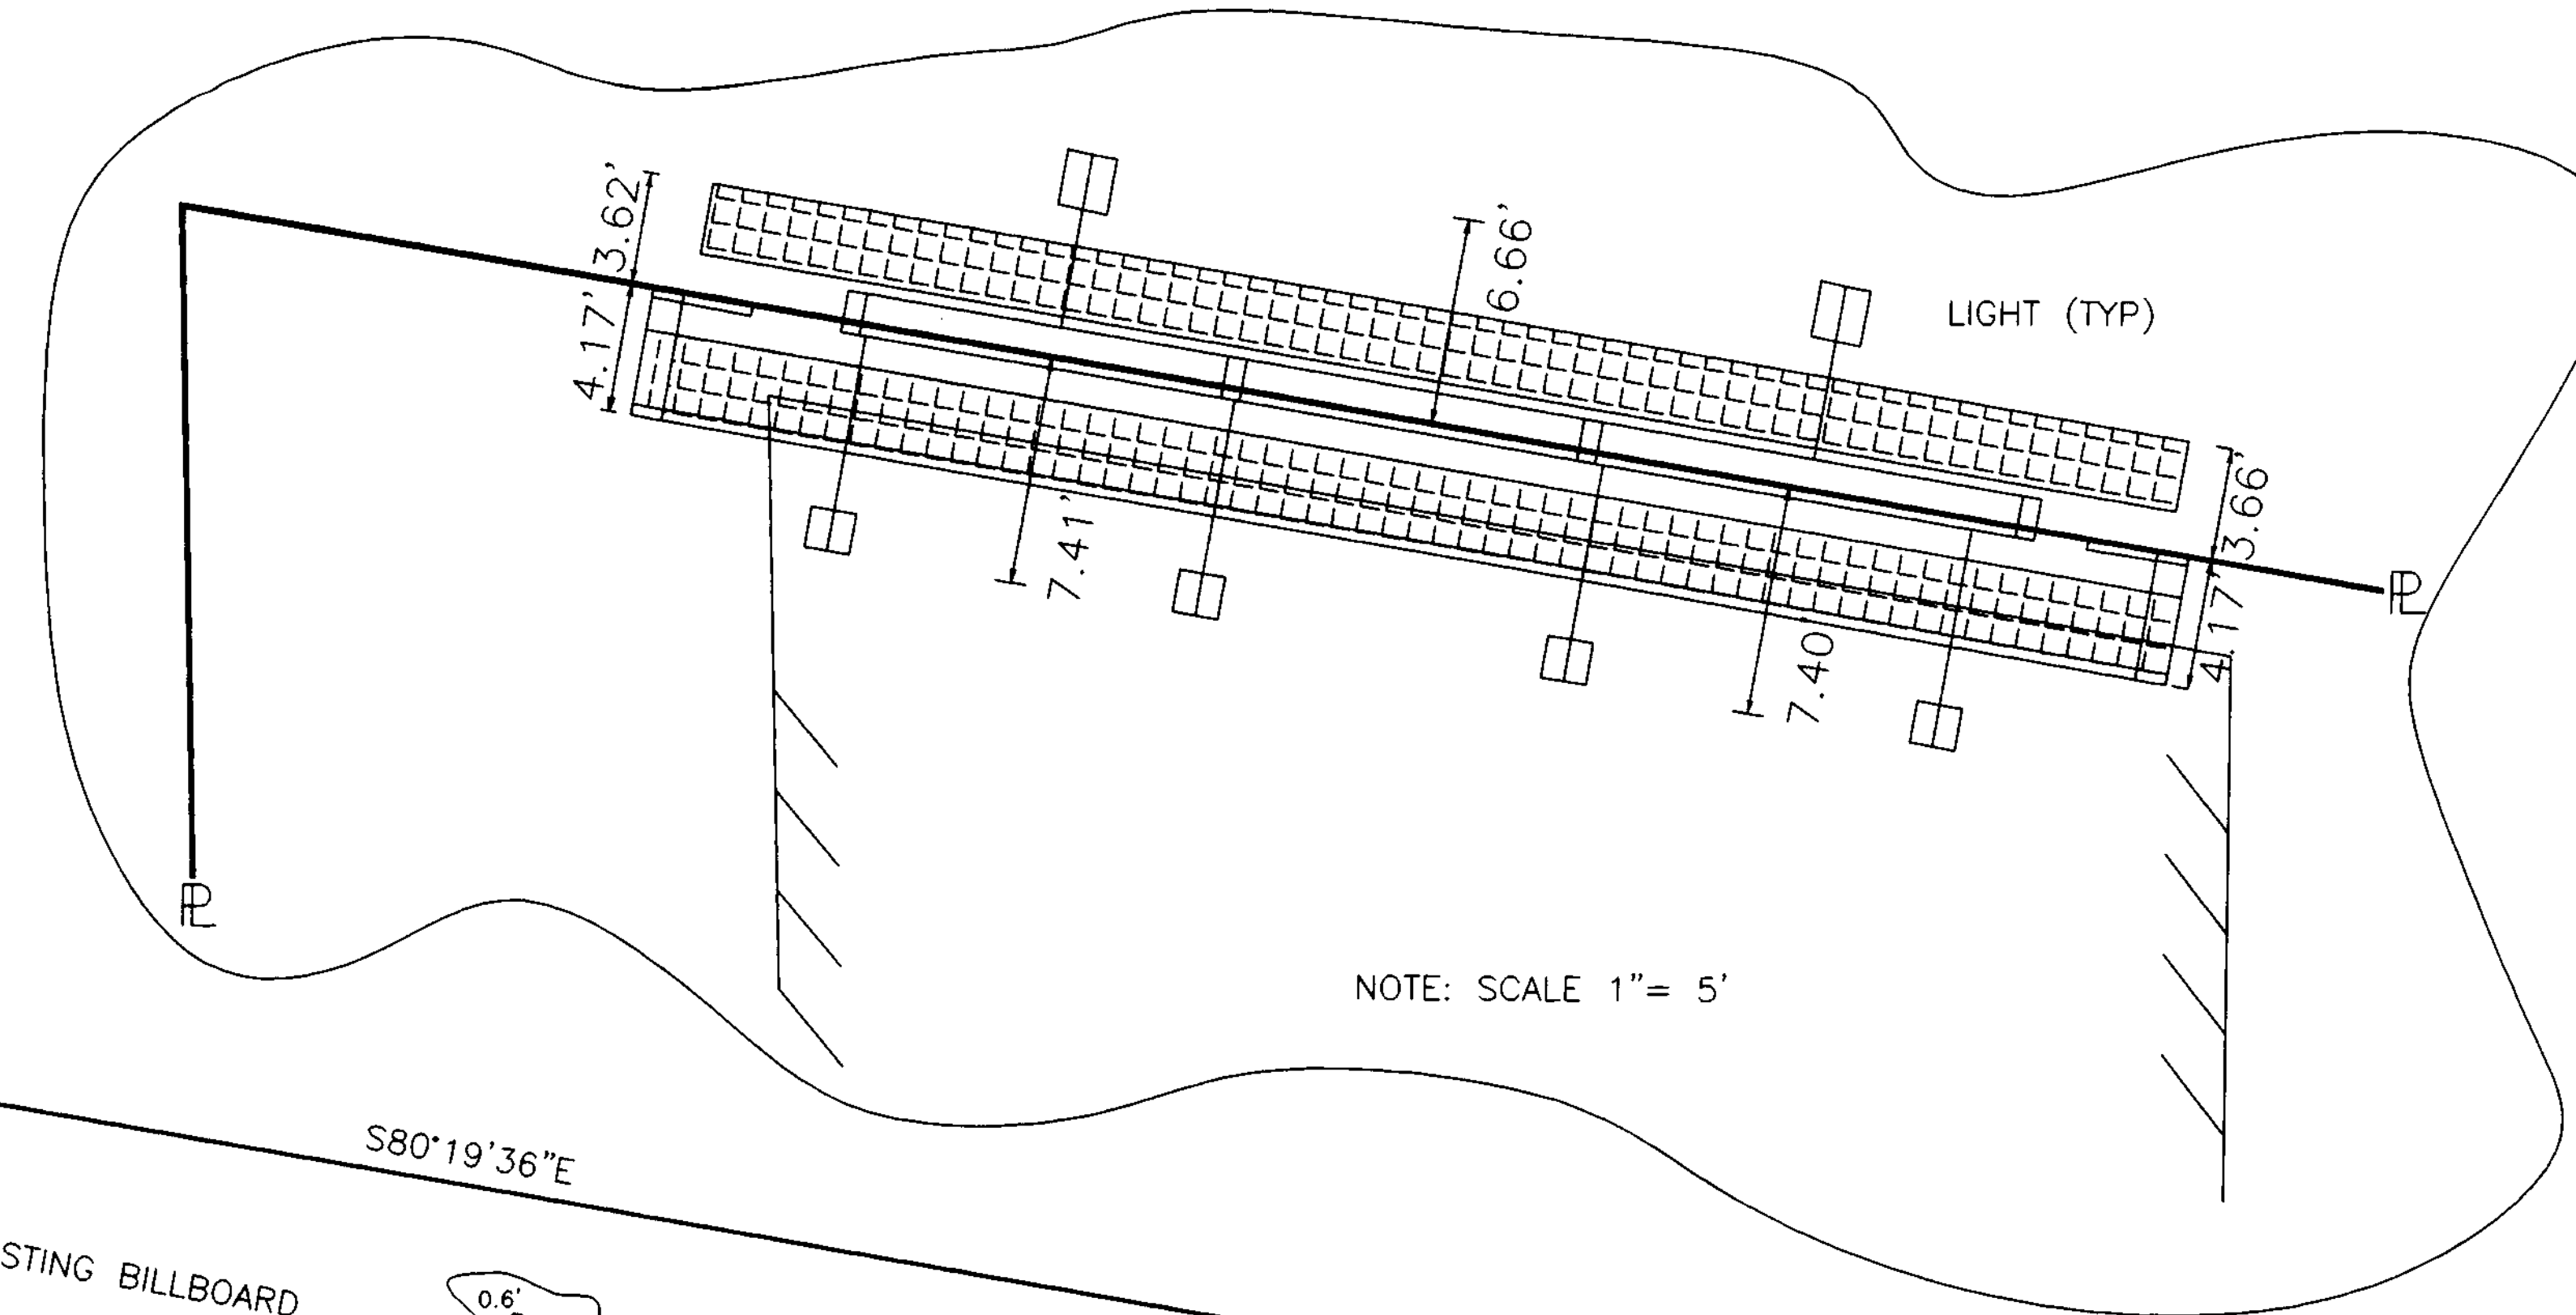 3.62'
4.17'
6.66'
LIGHT (TYP)
3.66'
4.17'
7.41'
7.40
PL
PL
NOTE: SCALE 1"= 5'
S80°19'36"E
STING BILLBOARD
0.6'